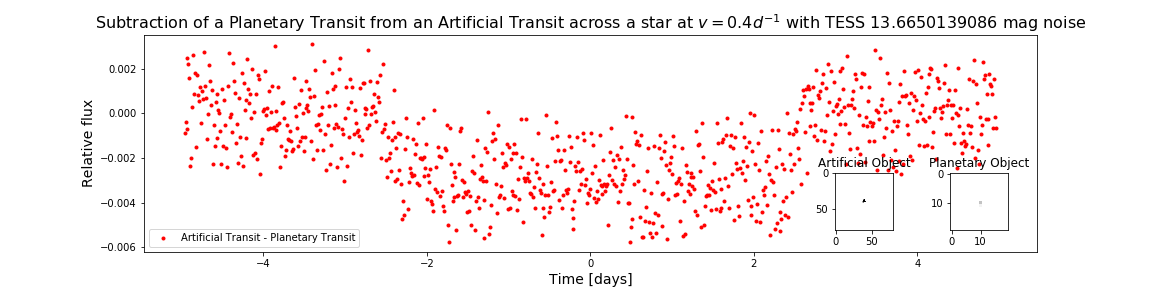 Subtraction of a Planetary Transit from an Artificial Transit across a star at v = 0.4d⁻¹ with TESS 13.6650139086 mag noise
Relative flux
0.002
0.000
−0.002
−0.004
−0.006
Artificial Object
Planetary Object
0
50
0 50
0
10
0 10
Artificial Transit - Planetary Transit
−4 −2 0 2 4
Time [days]